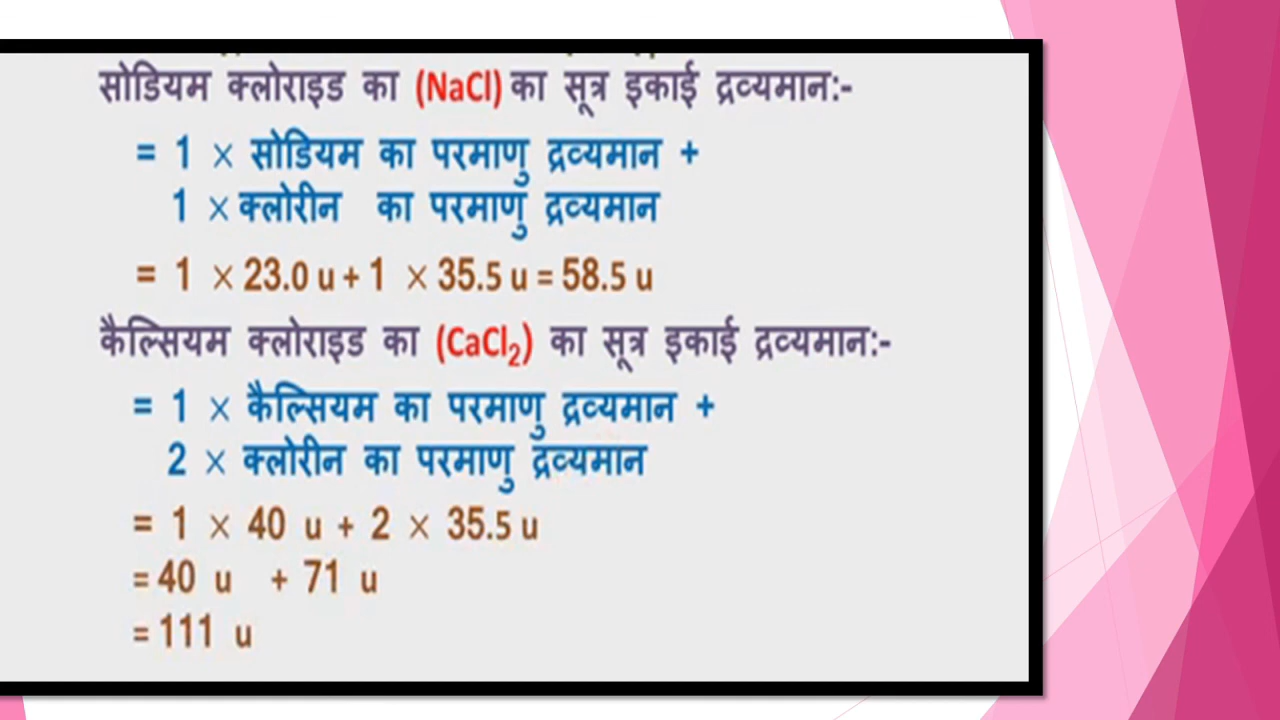 सोडियम क्लोराइड का (NaCl) का सूत्र इकाई द्रव्यमान:-
= 1 × सोडियम का परमाणु द्रव्यमान +
1 × क्लोरीन का परमाणु द्रव्यमान
= 1 × 23.0 u + 1 × 35.5 u = 58.5 u
कैल्सियम क्लोराइड का (CaCl₂) का सूत्र इकाई द्रव्यमान:-
= 1 × कैल्सियम का परमाणु द्रव्यमान +
2 × क्लोरीन का परमाणु द्रव्यमान
= 1 × 40 u + 2 × 35.5 u
= 40 u + 71 u
= 111 u